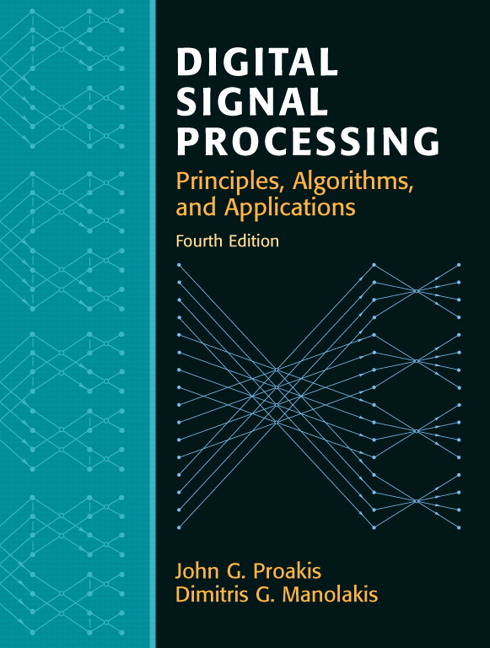 DIGITAL
SIGNAL
PROCESSING
Principles, Algorithms,
and Applications
Fourth Edition
John G. Proakis
Dimitris G. Manolakis